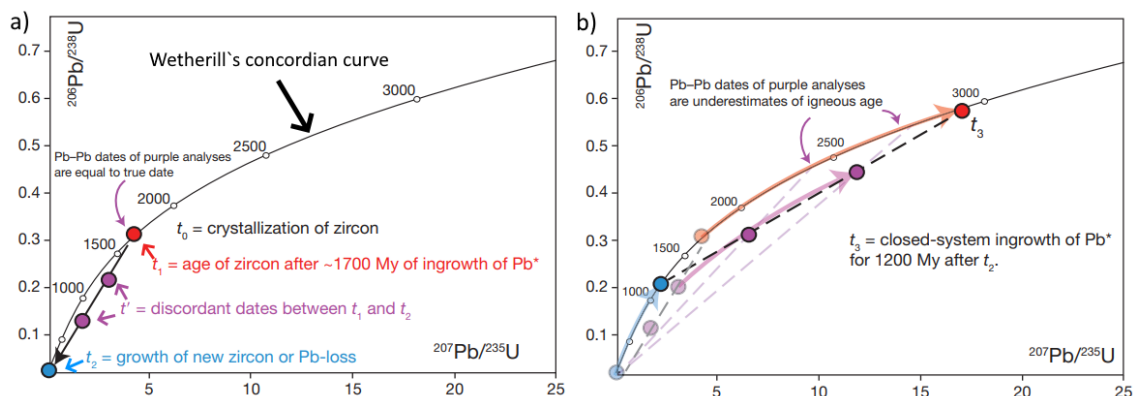 a)
206Pb/238U
0.7
0.6
0.5
0.4
0.3
0.2
0.1
Wetherill`s concordian curve
3000
2500
2000
1500
1000
Pb–Pb dates of purple analyses
are equal to true date
t0 = crystallization of zircon
t1 = age of zircon after ~1700 My of ingrowth of Pb*
t' = discordant dates between t1 and t2
t2 = growth of new zircon or Pb-loss
207Pb/235U
5
10
15
20
25
b)
206Pb/238U
0.7
0.6
0.5
0.4
0.3
0.2
0.1
Pb–Pb dates of purple analyses
are underestimates of igneous age
3000
t3
2500
2000
1500
1000
t3 = closed-system ingrowth of Pb*
for 1200 My after t2.
207Pb/235U
5
10
15
20
25